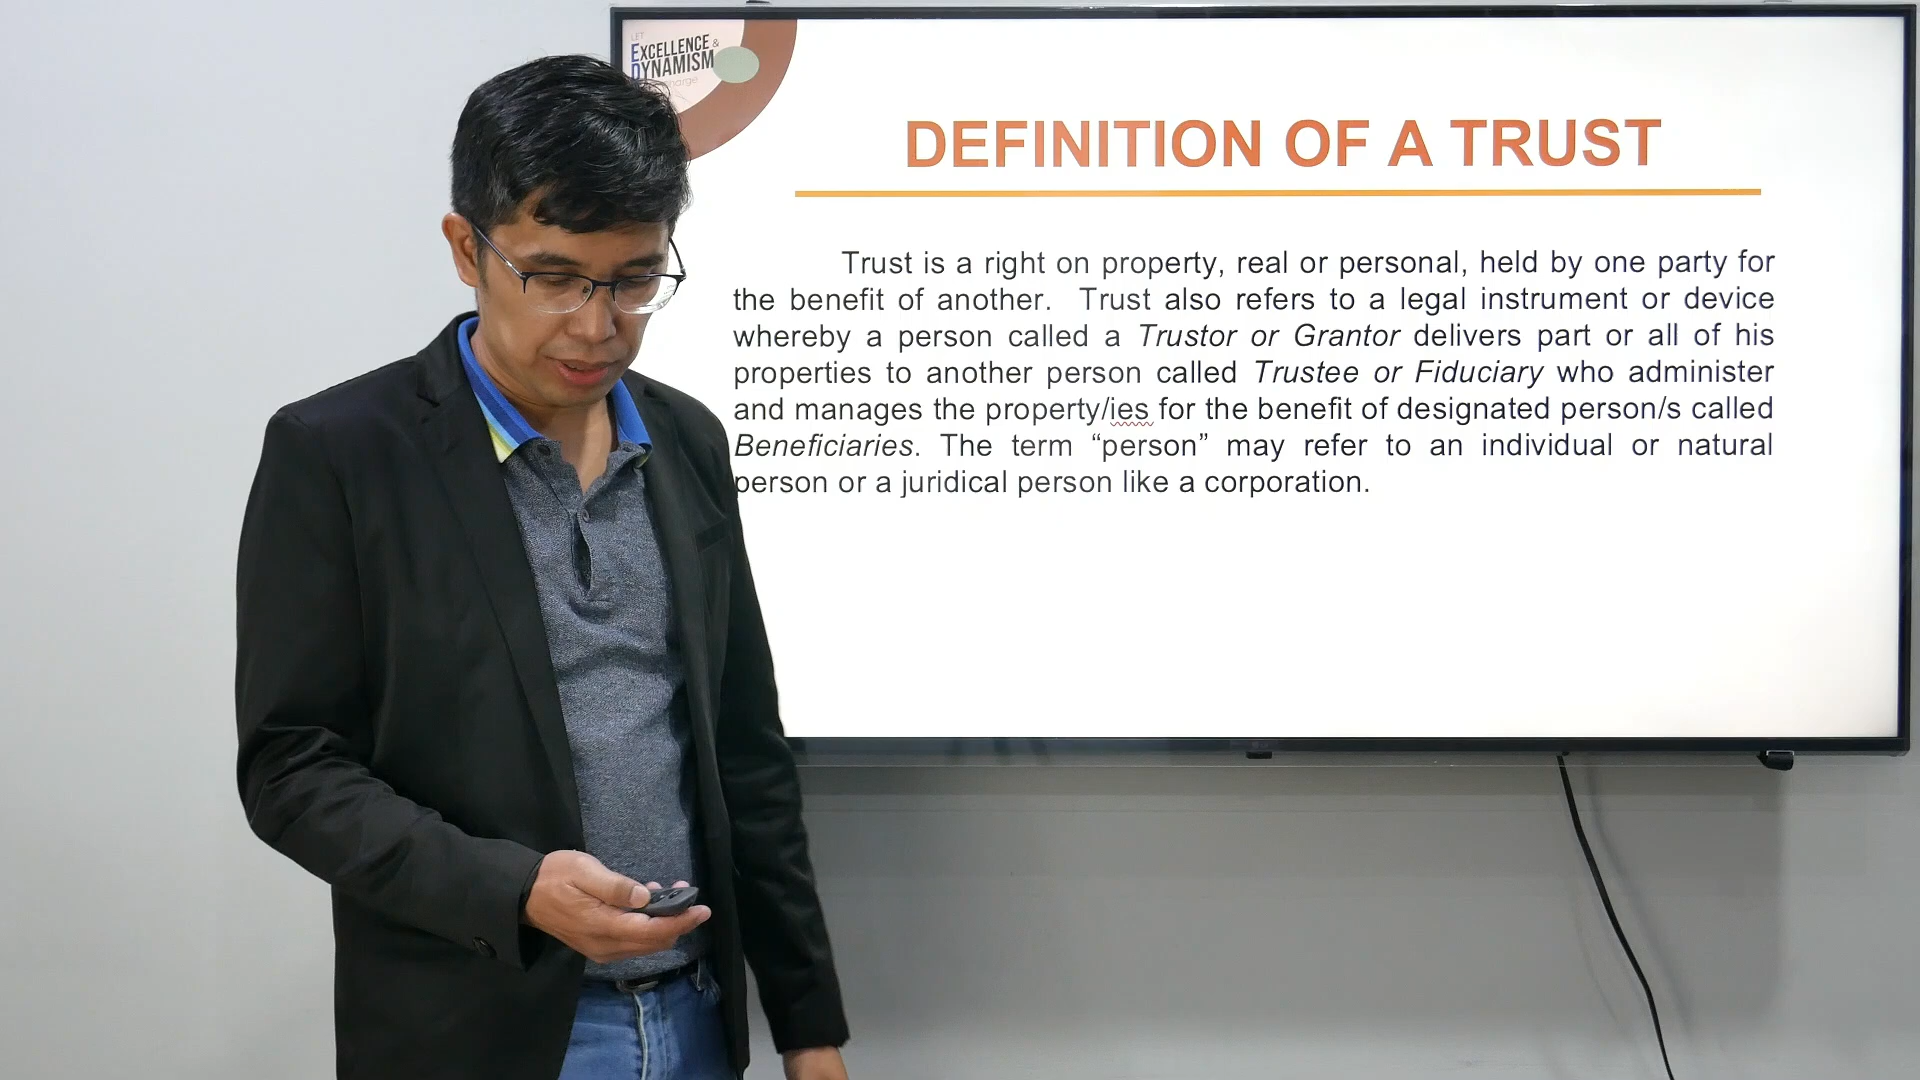 LET
EXCELLENCE &
DYNAMISM
DEFINITION OF A TRUST
Trust is a right on property, real or personal, held by one party for
the benefit of another. Trust also refers to a legal instrument or device
whereby a person called a Trustor or Grantor delivers part or all of his
properties to another person called Trustee or Fiduciary who administer
and manages the property/ies for the benefit of designated person/s called
Beneficiaries. The term “person” may refer to an individual or natural
person or a juridical person like a corporation.